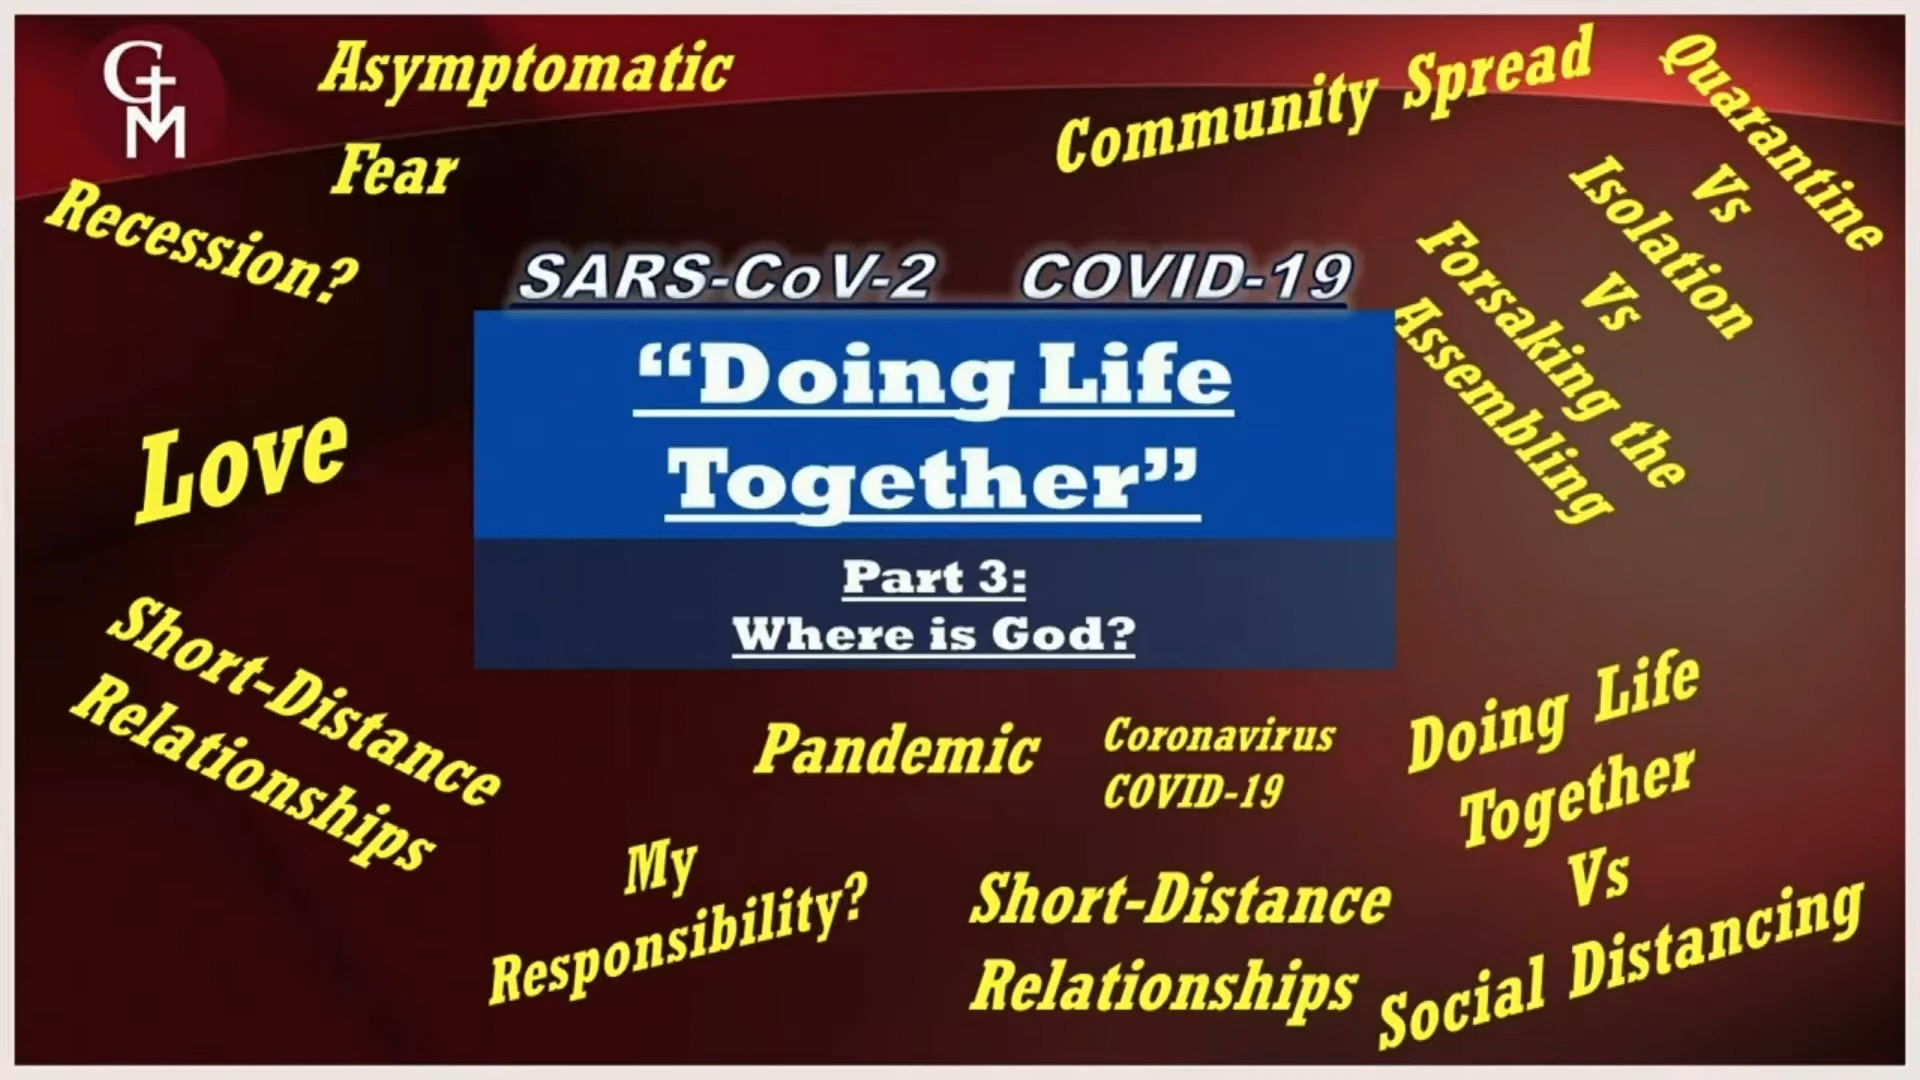 GM
Asymptomatic
Fear
Recession?
Community Spread
Quarantine
Vs
Isolation
Vs
Forsaking the
Assembling
SARS-CoV-2 COVID-19
“Doing Life
Together”
Part 3:
Where is God?
Love
Short-Distance
Relationships
Pandemic
Coronavirus
COVID-19
My
Responsibility?
Short-Distance
Relationships
Doing Life
Together
Vs
Social Distancing